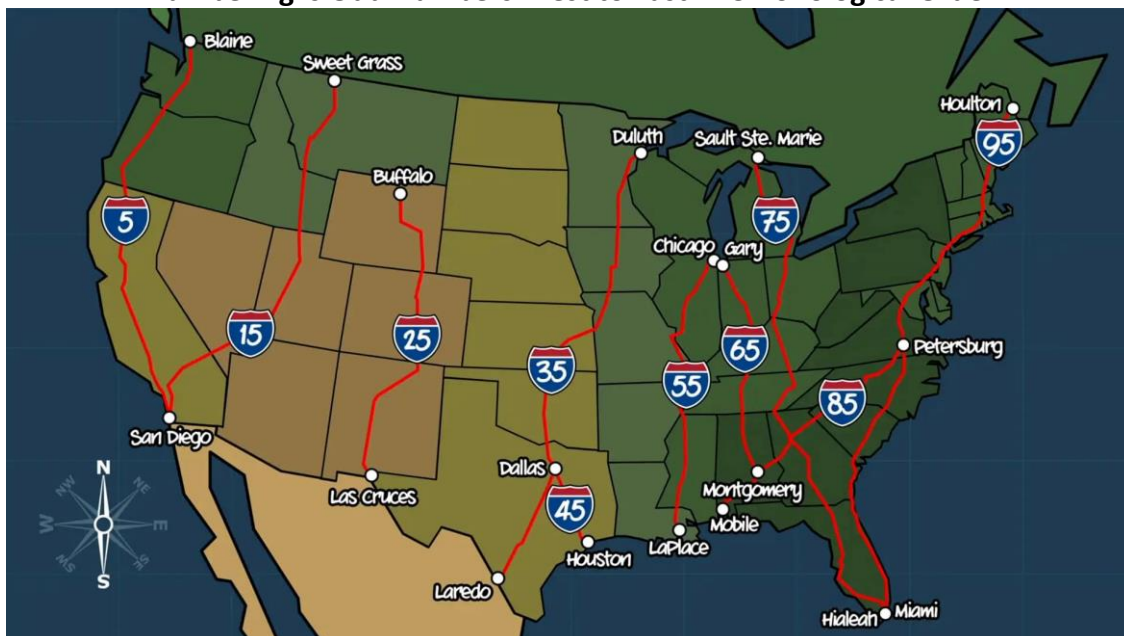 Blaine
Sweet Grass
Houlton
95
Duluth
Sault Ste. Marie
Buffalo
5
75
Chicago
Gary
15
25
65
35
Petersburg
55
85
San Diego
N
NW
NE
Dallas
Las Cruces
Montgomery
45
Mobile
W
E
LaPlace
Houston
SW
SE
S
Laredo
Hialeah
Miami